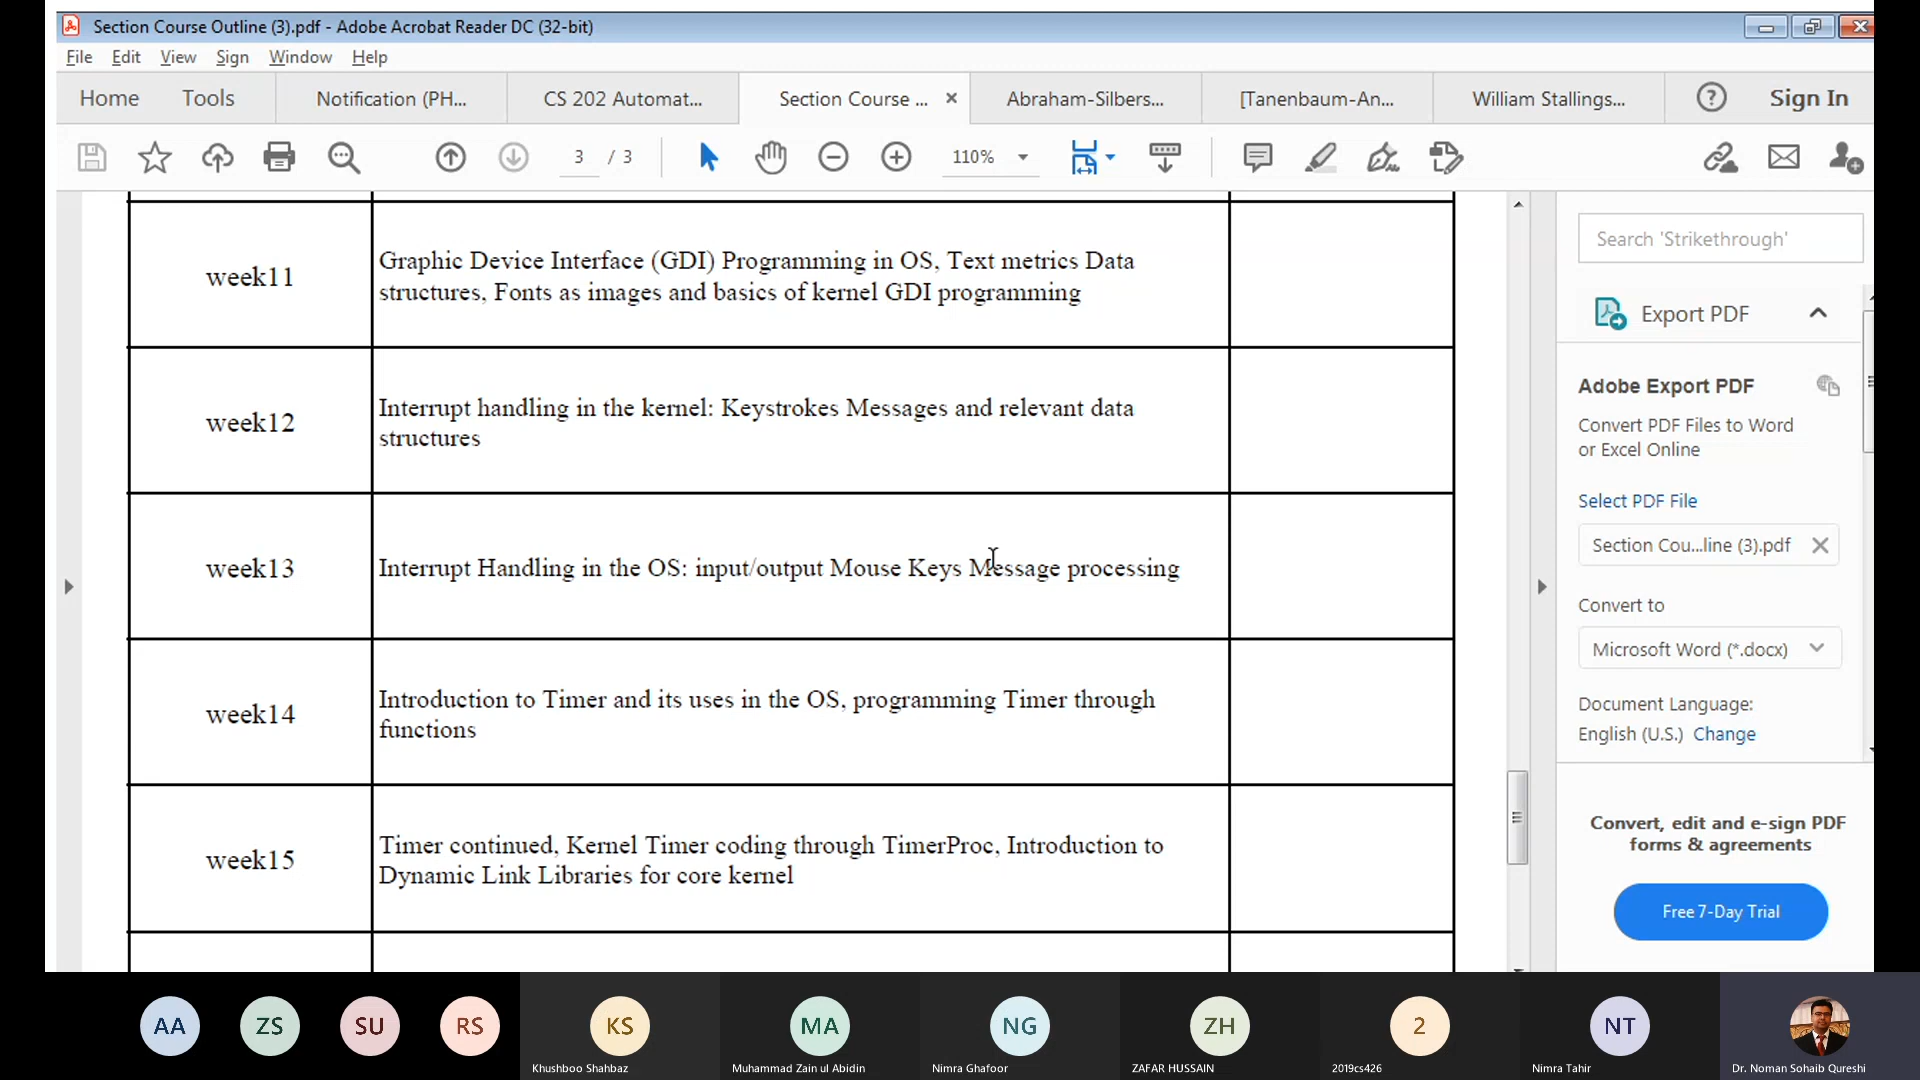 Section Course Outline (3).pdf - Adobe Acrobat Reader DC (32-bit)
File Edit View Sign Window Help
Home Tools Notification (PH... CS 202 Automat... Section Course ... Abraham-Silbers... [Tanenbaum-An... William Stallings... Sign In
3 / 3 110%
week11
Graphic Device Interface (GDI) Programming in OS, Text metrics Data
structures, Fonts as images and basics of kernel GDI programming
week12
Interrupt handling in the kernel: Keystrokes Messages and relevant data
structures
week13
Interrupt Handling in the OS: input/output Mouse Keys Message processing
week14
Introduction to Timer and its uses in the OS, programming Timer through
functions
week15
Timer continued, Kernel Timer coding through TimerProc, Introduction to
Dynamic Link Libraries for core kernel
Search 'Strikethrough'
Export PDF
Adobe Export PDF
Convert PDF Files to Word
or Excel Online
Select PDF File
Section Cou...line (3).pdf
Convert to
Microsoft Word (*.docx)
Document Language:
English (U.S.) Change
Convert, edit and e-sign PDF
forms & agreements
Free 7-Day Trial
AA ZS SU RS KS MA NG ZH 2 NT
Khushboo Shahbaz Muhammad Zain ul Abidin Nimra Ghafoor ZAFAR HUSSAIN 2019cs426 Nimra Tahir Dr. Noman Sohaib Qureshi